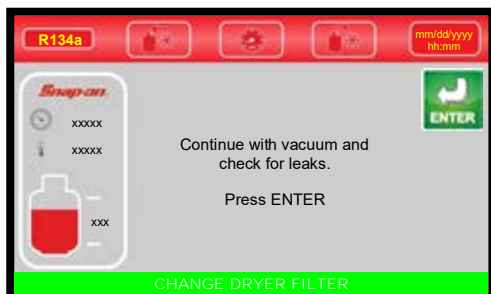 R134a
mm/dd/yyyy
hh:mm
Snap-on
xxxxx
xxxxx
xxx
Continue with vacuum and
check for leaks.
Press ENTER
ENTER
CHANGE DRYER FILTER